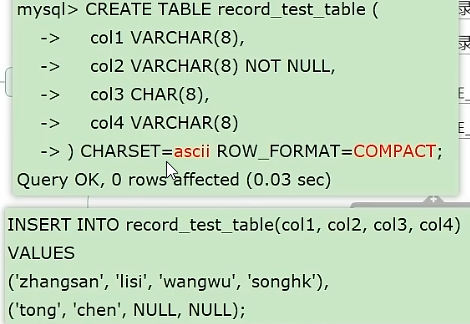 mysql> CREATE TABLE record_test_table (
-> col1 VARCHAR(8),
-> col2 VARCHAR(8) NOT NULL,
-> col3 CHAR(8),
-> col4 VARCHAR(8)
-> ) CHARSET=ascii ROW_FORMAT=COMPACT;
Query OK, 0 rows affected (0.03 sec)
INSERT INTO record_test_table(col1, col2, col3, col4)
VALUES
('zhangsan', 'lisi', 'wangwu', 'songhk'),
('tong', 'chen', NULL, NULL);